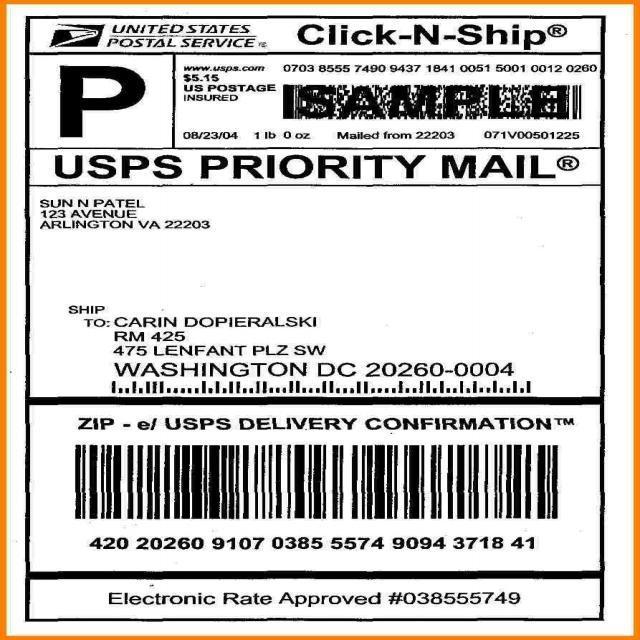 UNITED STATES
POSTAL SERVICE®
Click-N-Ship®
P
www.usps.com
$5.15
US POSTAGE
INSURED
0703 8555 7490 9437 1841 0051 5001 0012 0260
SAMPLE
08/23/04 1 lb 0 oz Mailed from 22203 071V00501225
USPS PRIORITY MAIL®
SUN N PATEL
123 AVENUE
ARLINGTON VA 22203
SHIP
TO: CARIN DOPIERALSKI
RM 425
475 LENFANT PLZ SW
WASHINGTON DC 20260-0004
ZIP - e/ USPS DELIVERY CONFIRMATION™
420 20260 9107 0385 5574 9094 3718 41
Electronic Rate Approved #038555749